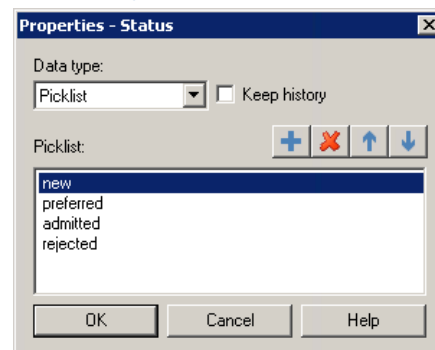 Properties - Status
Data type:
Picklist
Keep history
Picklist:
new
preferred
admitted
rejected
OK
Cancel
Help